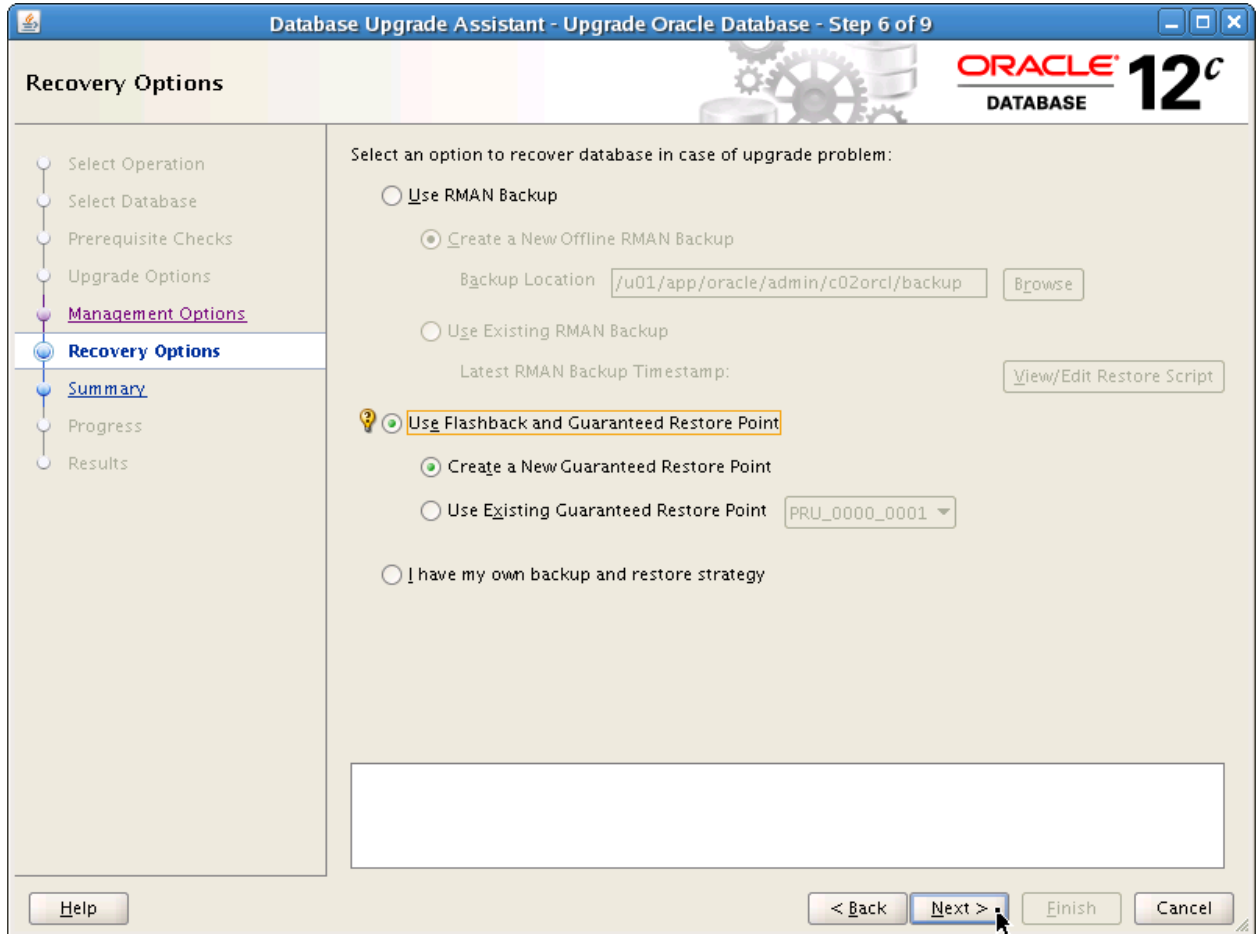 Database Upgrade Assistant - Upgrade Oracle Database - Step 6 of 9
Recovery Options
ORACLE DATABASE 12c
Select Operation
Select Database
Prerequisite Checks
Upgrade Options
Management Options
Recovery Options
Summary
Progress
Results
Select an option to recover database in case of upgrade problem:
Use RMAN Backup
Create a New Offline RMAN Backup
Backup Location /u01/app/oracle/admin/c02orcl/backup Browse
Use Existing RMAN Backup
Latest RMAN Backup Timestamp: View/Edit Restore Script
Use Flashback and Guaranteed Restore Point
Create a New Guaranteed Restore Point
Use Existing Guaranteed Restore Point PRU_0000_0001
I have my own backup and restore strategy
Help < Back Next > Finish Cancel